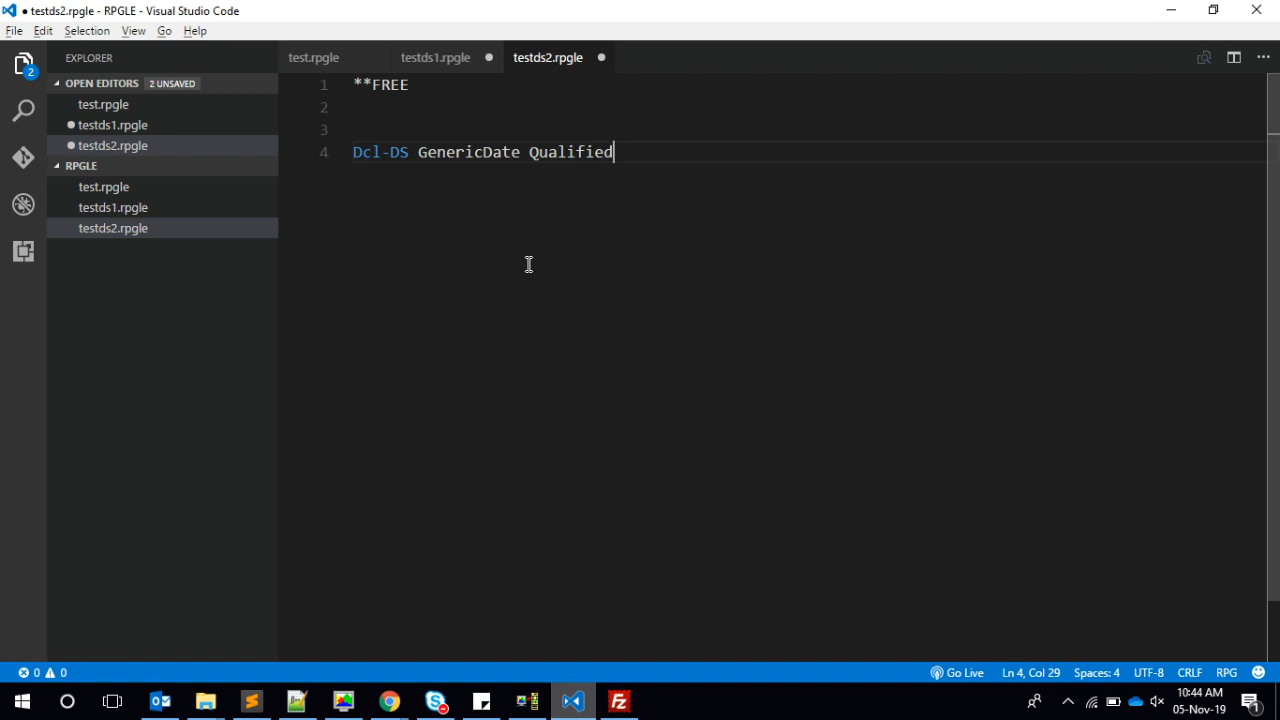 ● testds2.rpgle - RPGLE - Visual Studio Code
File Edit Selection View Go Help
EXPLORER
test.rpgle testds1.rpgle testds2.rpgle
OPEN EDITORS 2 UNSAVED
test.rpgle
testds1.rpgle
testds2.rpgle
RPGLE
test.rpgle
testds1.rpgle
testds2.rpgle
2
1 **FREE
2
3
4 Dcl-DS GenericDate Qualified
0 0
Go Live Ln 4, Col 29 Spaces: 4 UTF-8 CRLF RPG
10:44 AM
05-Nov-19
1